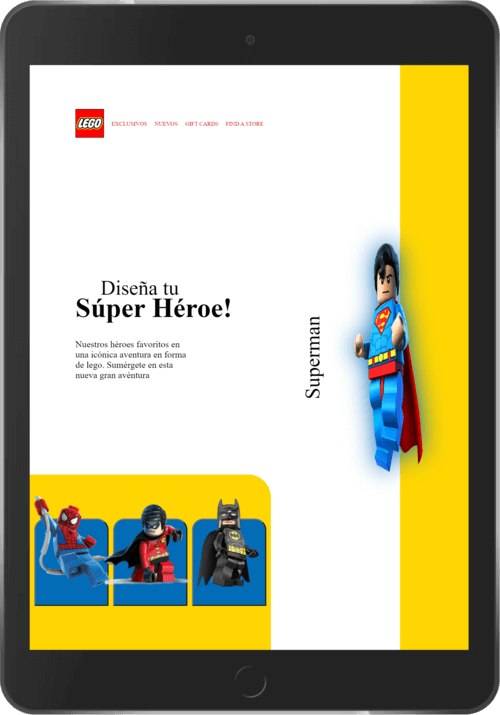 LEGO
EXCLUSIVOS NUEVOS GIFT CARDS FIND A STORE
Diseña tu
Súper Héroe!
Nuestros héroes favoritos en
una icónica aventura en forma
de lego. Sumérgete en esta
nueva gran avéntura
Superman